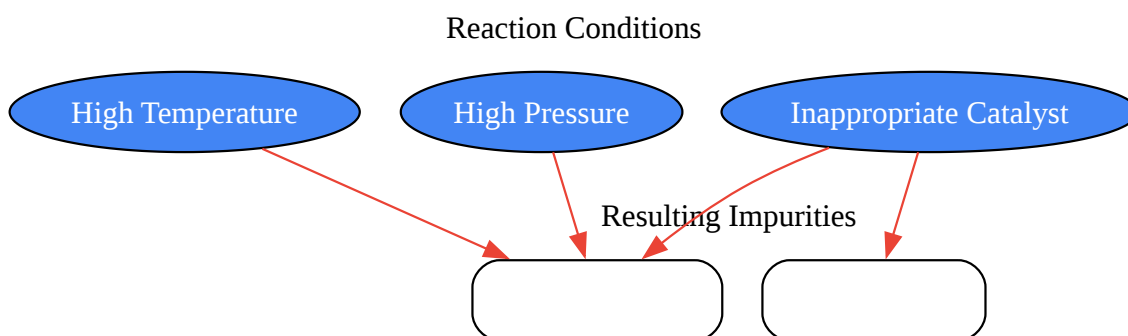 Reaction Conditions
High Temperature
High Pressure
Inappropriate Catalyst
Resulting Impurities